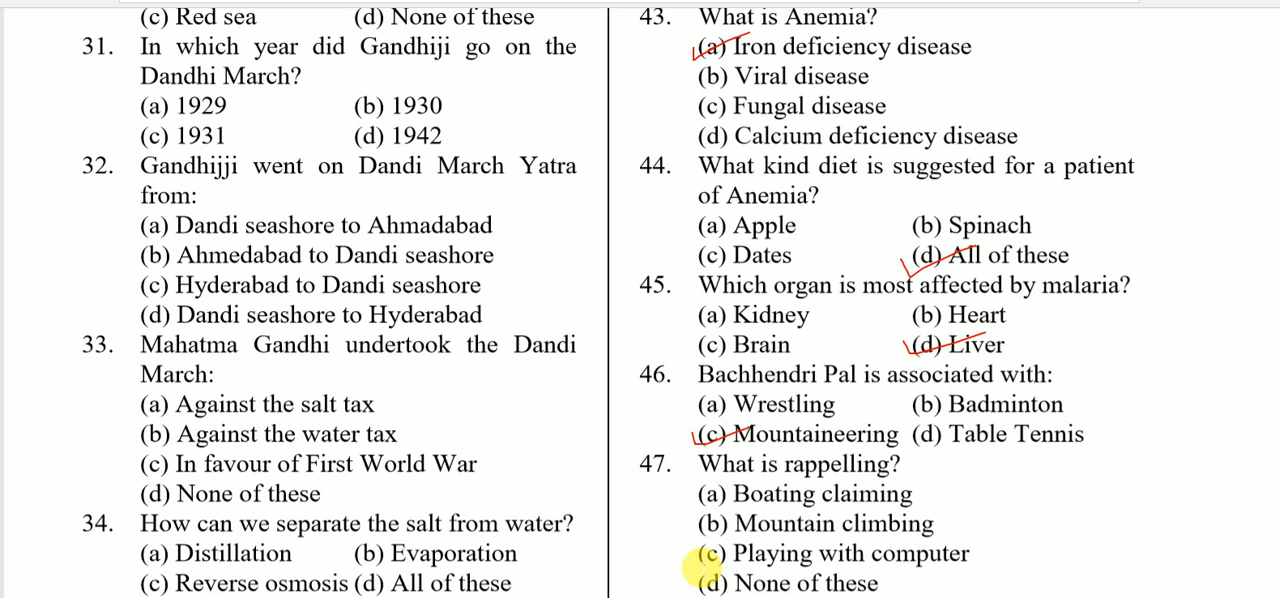 (c) Red sea (d) None of these
31. In which year did Gandhiji go on the
Dandhi March?
(a) 1929 (b) 1930
(c) 1931 (d) 1942
32. Gandhijji went on Dandi March Yatra
from:
(a) Dandi seashore to Ahmadabad
(b) Ahmedabad to Dandi seashore
(c) Hyderabad to Dandi seashore
(d) Dandi seashore to Hyderabad
33. Mahatma Gandhi undertook the Dandi
March:
(a) Against the salt tax
(b) Against the water tax
(c) In favour of First World War
(d) None of these
34. How can we separate the salt from water?
(a) Distillation (b) Evaporation
(c) Reverse osmosis (d) All of these
43. What is Anemia?
(a) Iron deficiency disease
(b) Viral disease
(c) Fungal disease
(d) Calcium deficiency disease
44. What kind diet is suggested for a patient
of Anemia?
(a) Apple (b) Spinach
(c) Dates (d) All of these
45. Which organ is most affected by malaria?
(a) Kidney (b) Heart
(c) Brain (d) Liver
46. Bachhendri Pal is associated with:
(a) Wrestling (b) Badminton
(c) Mountaineering (d) Table Tennis
47. What is rappelling?
(a) Boating claiming
(b) Mountain climbing
(c) Playing with computer
(d) None of these